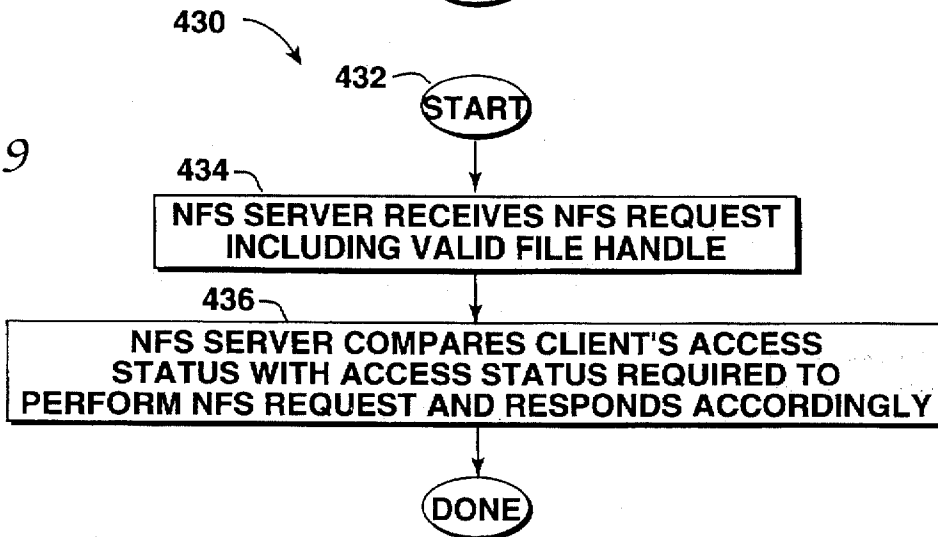 430
432
START
9
434
NFS SERVER RECEIVES NFS REQUEST
INCLUDING VALID FILE HANDLE
436
NFS SERVER COMPARES CLIENT'S ACCESS
STATUS WITH ACCESS STATUS REQUIRED TO
PERFORM NFS REQUEST AND RESPONDS ACCORDINGLY
DONE